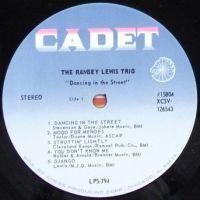 CADET
THE RAMSEY LEWIS TRIO
"Dancing in the Street"
STEREO
Side 1
#15804
XCSV-
126543
1. DANCING IN THE STREET
Stevenson & Gaye/Jobete Music, BMI
2. MOOD FOR MENDES
Taylor/Duane Music, ASCAP
3. STRUTTIN' LIGHTLY
Cleveland Eaton/Ramsel Pub. Co., BMI
4. YOU DON'T KNOW ME
Walker & Arnold/Brenner Music, BMI
5. DJANGO
Lewis/M.J.Q. Music, BMI
LPS-794